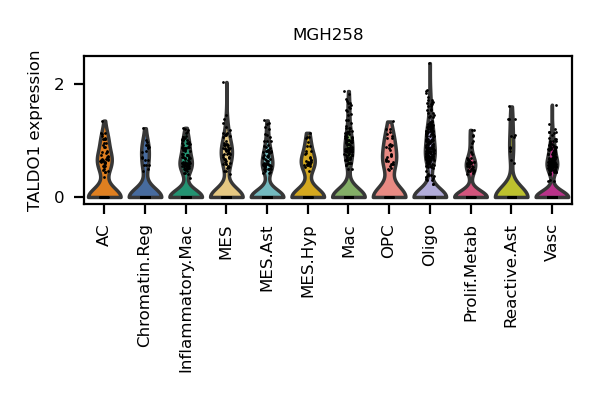 MGH258
TALDO1 expression
2
0
AC
Chromatin.Reg
Inflammatory.Mac
MES
MES.Ast
MES.Hyp
Mac
OPC
Oligo
Prolif.Metab
Reactive.Ast
Vasc